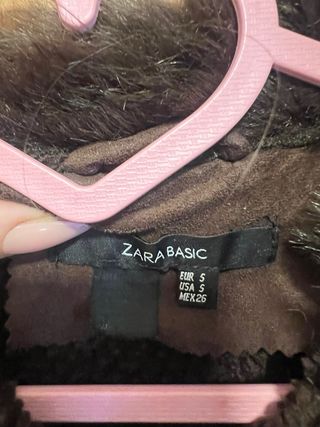 ZARA BASIC
EUR S
USA S
MEX 26